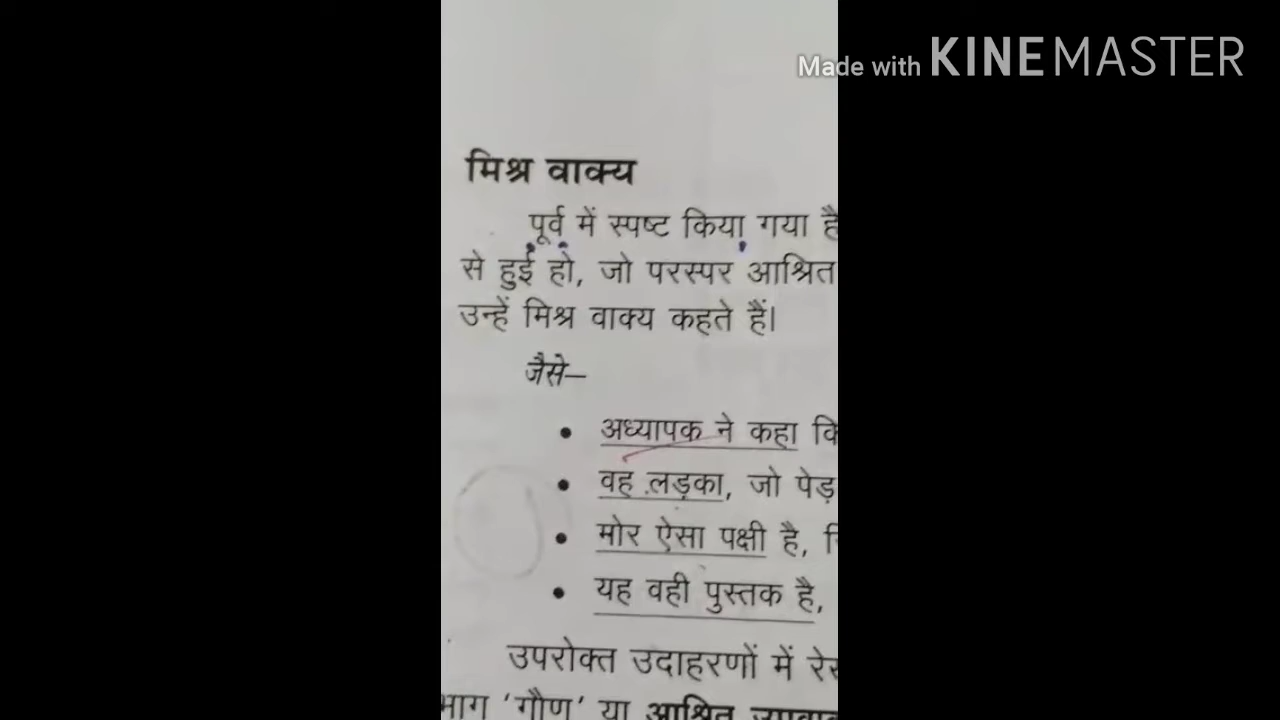 Made with KINEMASTER
मिश्र वाक्य
पूर्व में स्पष्ट किया गया है
से हुई हो, जो परस्पर आश्रित
उन्हें मिश्र वाक्य कहते हैं।
जैसे—
• अध्यापक ने कहा
• वह लड़का, जो पेड़
• मोर ऐसा पक्षी है,
• यह वही पुस्तक है,
उपरोक्त उदाहरणों में
भाग 'गौण' या आश्रित